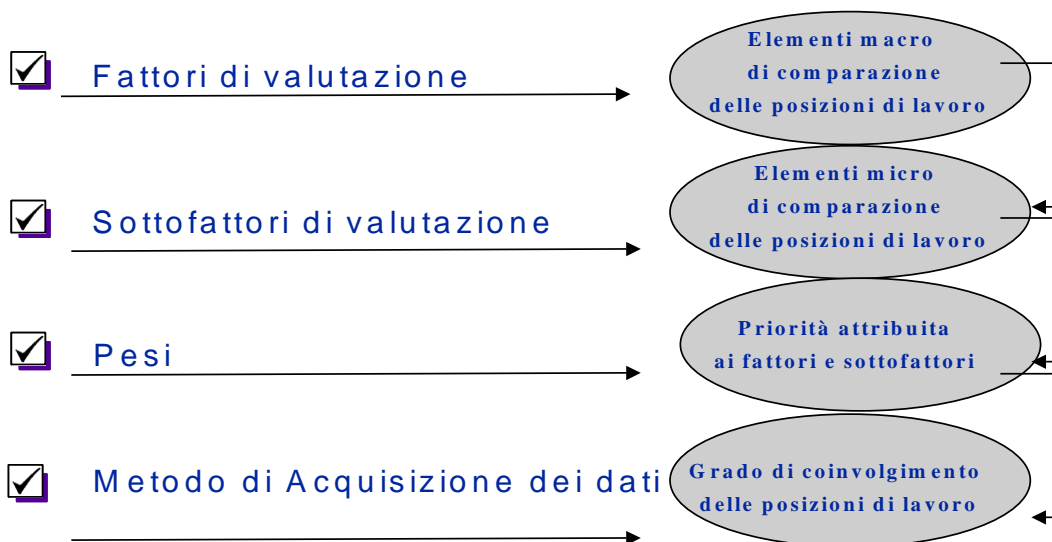 Fattori di valutazione
Elementi macro
di comparazione
delle posizioni di lavoro
Sottofattori di valutazione
Elementi micro
di comparazione
delle posizioni di lavoro
Pesi
Priorità attribuita
ai fattori e sottofattori
Metodo di Acquisizione dei dati
Grado di coinvolgimento
delle posizioni di lavoro